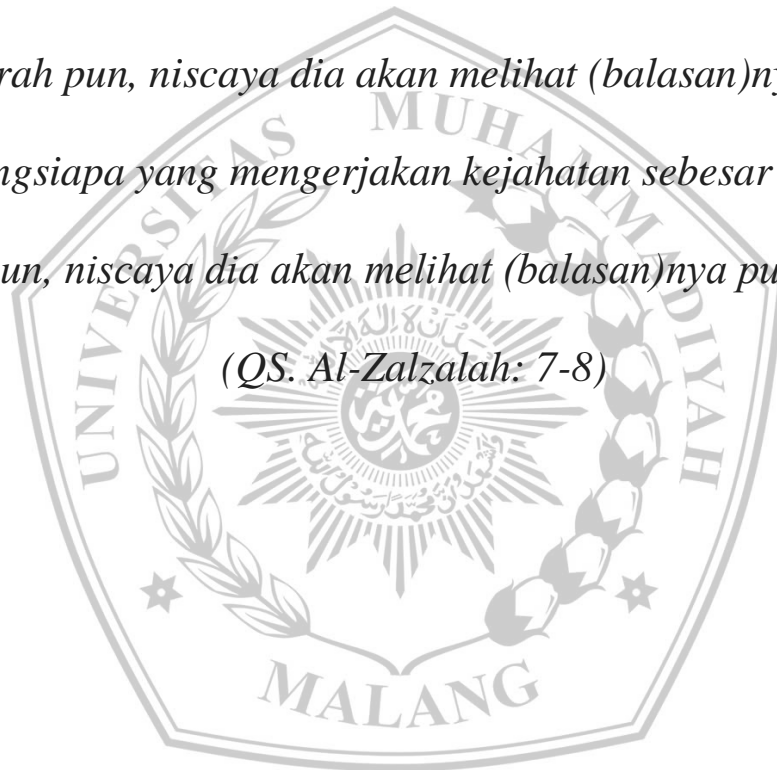 rah pun, niscaya dia akan melihat (balasan)ny
ngsiapa yang mengerjakan kejahatan sebesar
un, niscaya dia akan melihat (balasan)nya pu
(QS. Al-Zalzalah: 7-8)
UNIVERSITAS MUHAMMADIYAH
MALANG